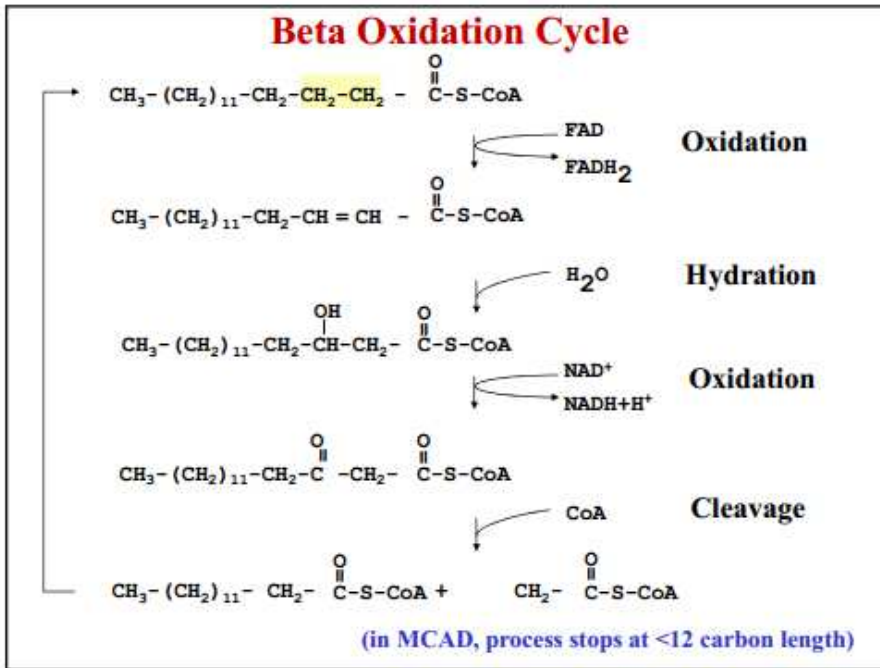 Beta Oxidation Cycle
O
CH₃-(CH₂)₁₁-CH₂-CH₂-CH₂ - C-S-CoA
FAD
Oxidation
FADH₂
O
CH₃-(CH₂)₁₁-CH₂-CH=CH - C-S-CoA
H₂O
Hydration
OH
O
CH₃-(CH₂)₁₁-CH₂-CH-CH₂- C-S-CoA
NAD⁺
Oxidation
NADH+H⁺
O
O
CH₃-(CH₂)₁₁-CH₂-C -CH₂- C-S-CoA
CoA
Cleavage
O
O
CH₃-(CH₂)₁₁- CH₂- C-S-CoA + CH₂- C-S-CoA
(in MCAD, process stops at <12 carbon length)